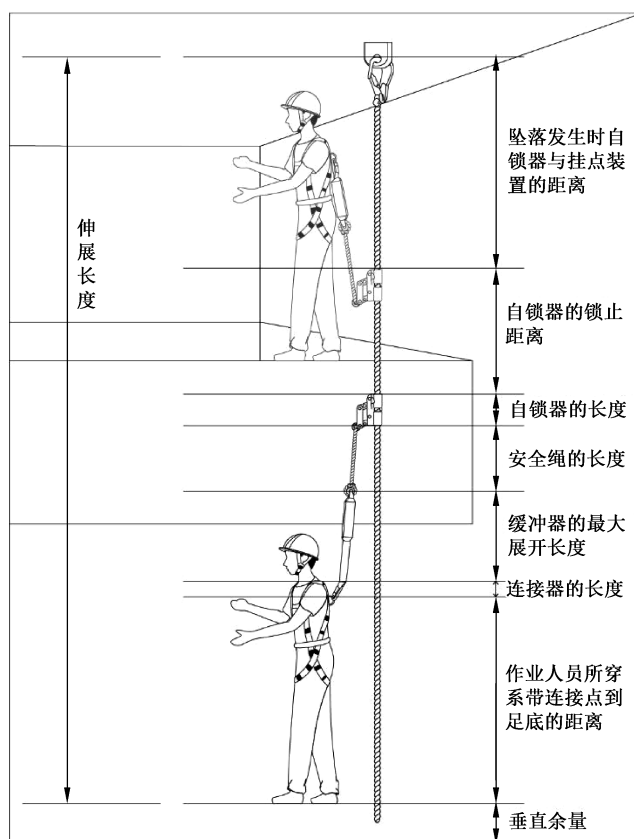 坠落发生时自
锁器与挂点装
置的距离
伸
展
长
度
自锁器的锁止
距离
自锁器的长度
安全绳的长度
缓冲器的最大
展开长度
连接器的长度
作业人员所穿
系带连接点到
足底的距离
垂直余量